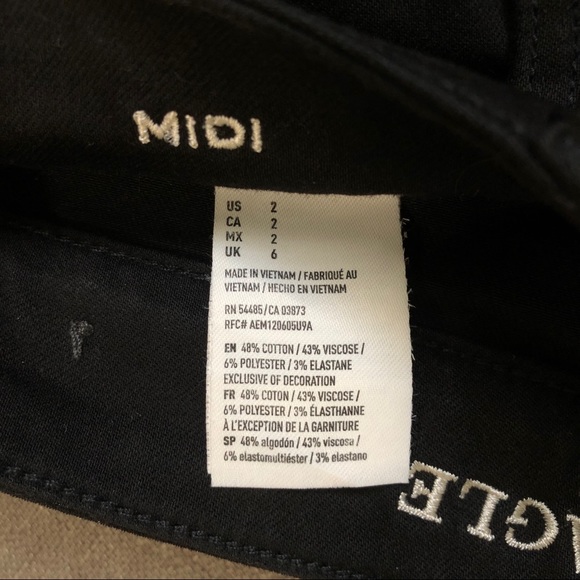 MIDI
US 2
CA 2
MX 2
UK 6
MADE IN VIETNAM / FABRIQUÉ AU
VIETNAM / HECHO EN VIETNAM
RN 54485/CA 03873
RFC# AEM120605U9A
EN 48% COTTON / 43% VISCOSE /
6% POLYESTER / 3% ELASTANE
EXCLUSIVE OF DECORATION
FR 48% COTON / 43% VISCOSE /
6% POLYESTER / 3% ÉLASTHANNE
À L'EXCEPTION DE LA GARNITURE
SP 48% algodón / 43% viscosa /
6% elastomultiéster / 3% elastano
GLE